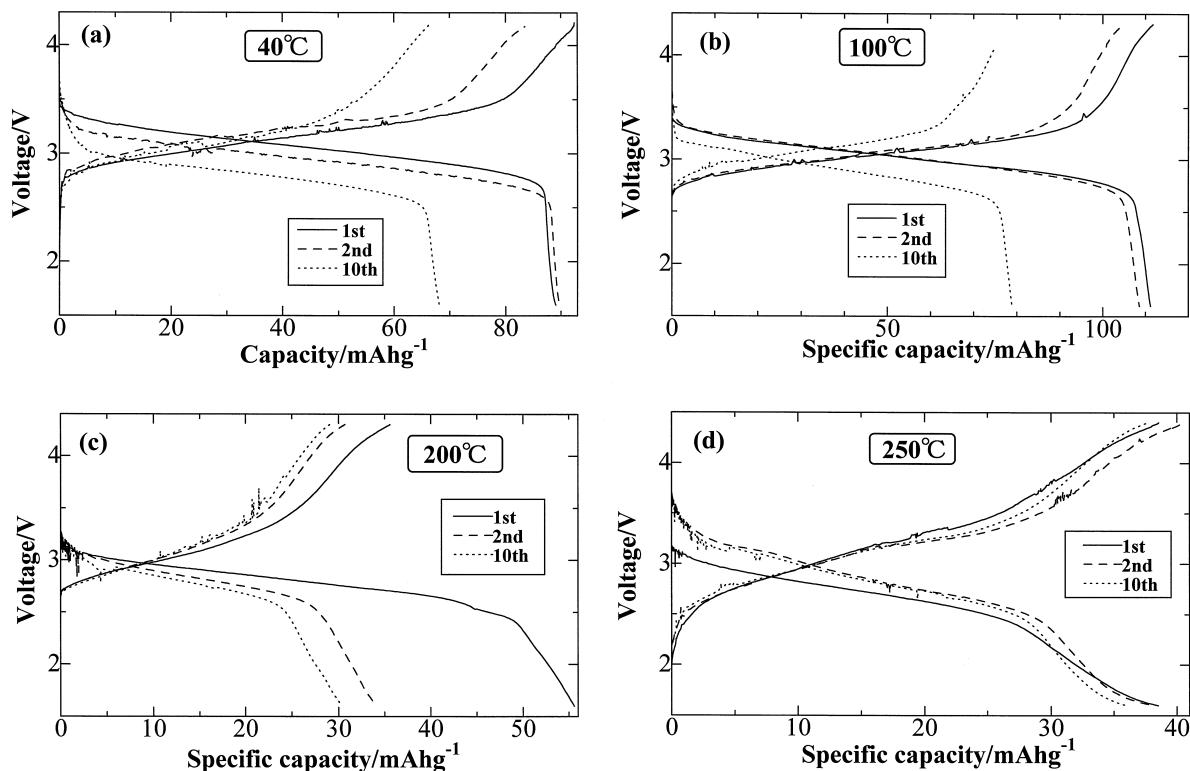 (a)
40℃
Voltage/V
4
3
2
1st
2nd
10th
0 20 40 60 80
Capacity/mAhg⁻¹
(b)
100℃
Voltage/V
4
3
2
1st
2nd
10th
0 50 100
Specific capacity/mAhg⁻¹
(c)
200℃
Voltage/V
4
3
2
1st
2nd
10th
0 10 20 30 40 50
Specific capacity/mAhg⁻¹
(d)
250℃
Voltage/V
4
3
2
1st
2nd
10th
0 10 20 30 40
Specific capacity/mAhg⁻¹